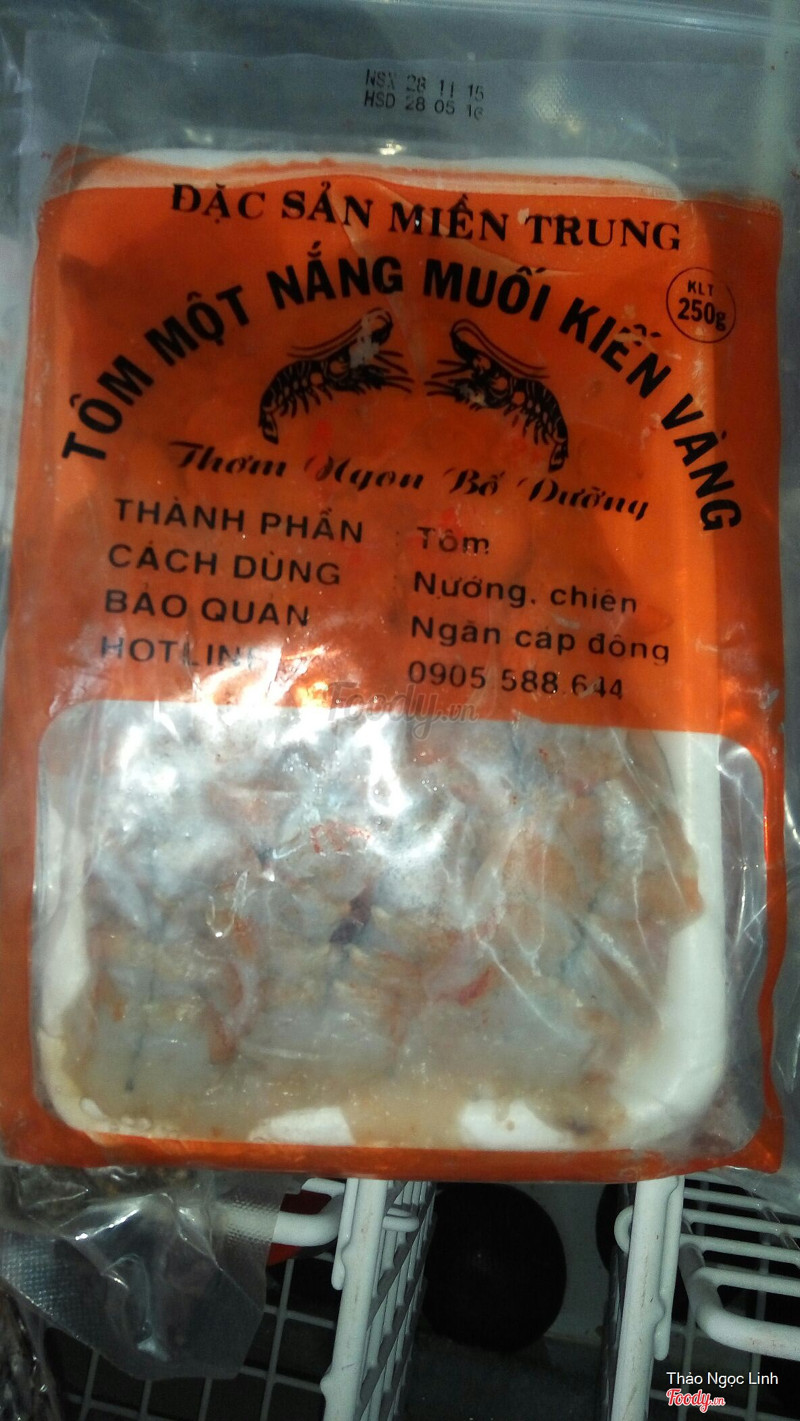 NSX 28 11 15
HSD 28 05 16
ĐẶC SẢN MIỀN TRUNG
TÔM MỘT NẮNG MUỐI KIẾN VÀNG
KLT
250g
Thơm Ngon Bổ Dưỡng
THÀNH PHẦN : Tôm
CÁCH DÙNG : Nướng, chiên
BẢO QUẢN Ngăn cấp đông
HOTLINE 0905 588 644
Foody.vn
Thảo Ngọc Linh
Foody.vn